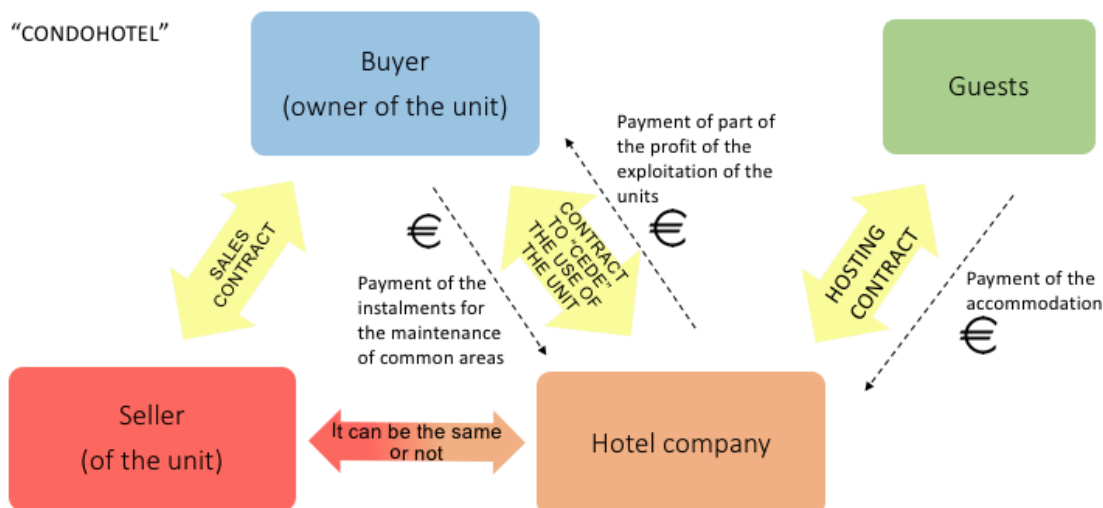 “CONDOHOTEL”
Buyer
(owner of the unit)
Guests
Payment of part of
the profit of the
exploitation of the
units
SALES
CONTRACT
€
CONTRACT
TO “CEDE”
THE USE OF
THE UNIT
€
HOSTING
CONTRACT
Payment of the
instalments for
the maintenance
of common areas
Payment of the
accommodation
€
Seller
(of the unit)
It can be the same
or not
Hotel company